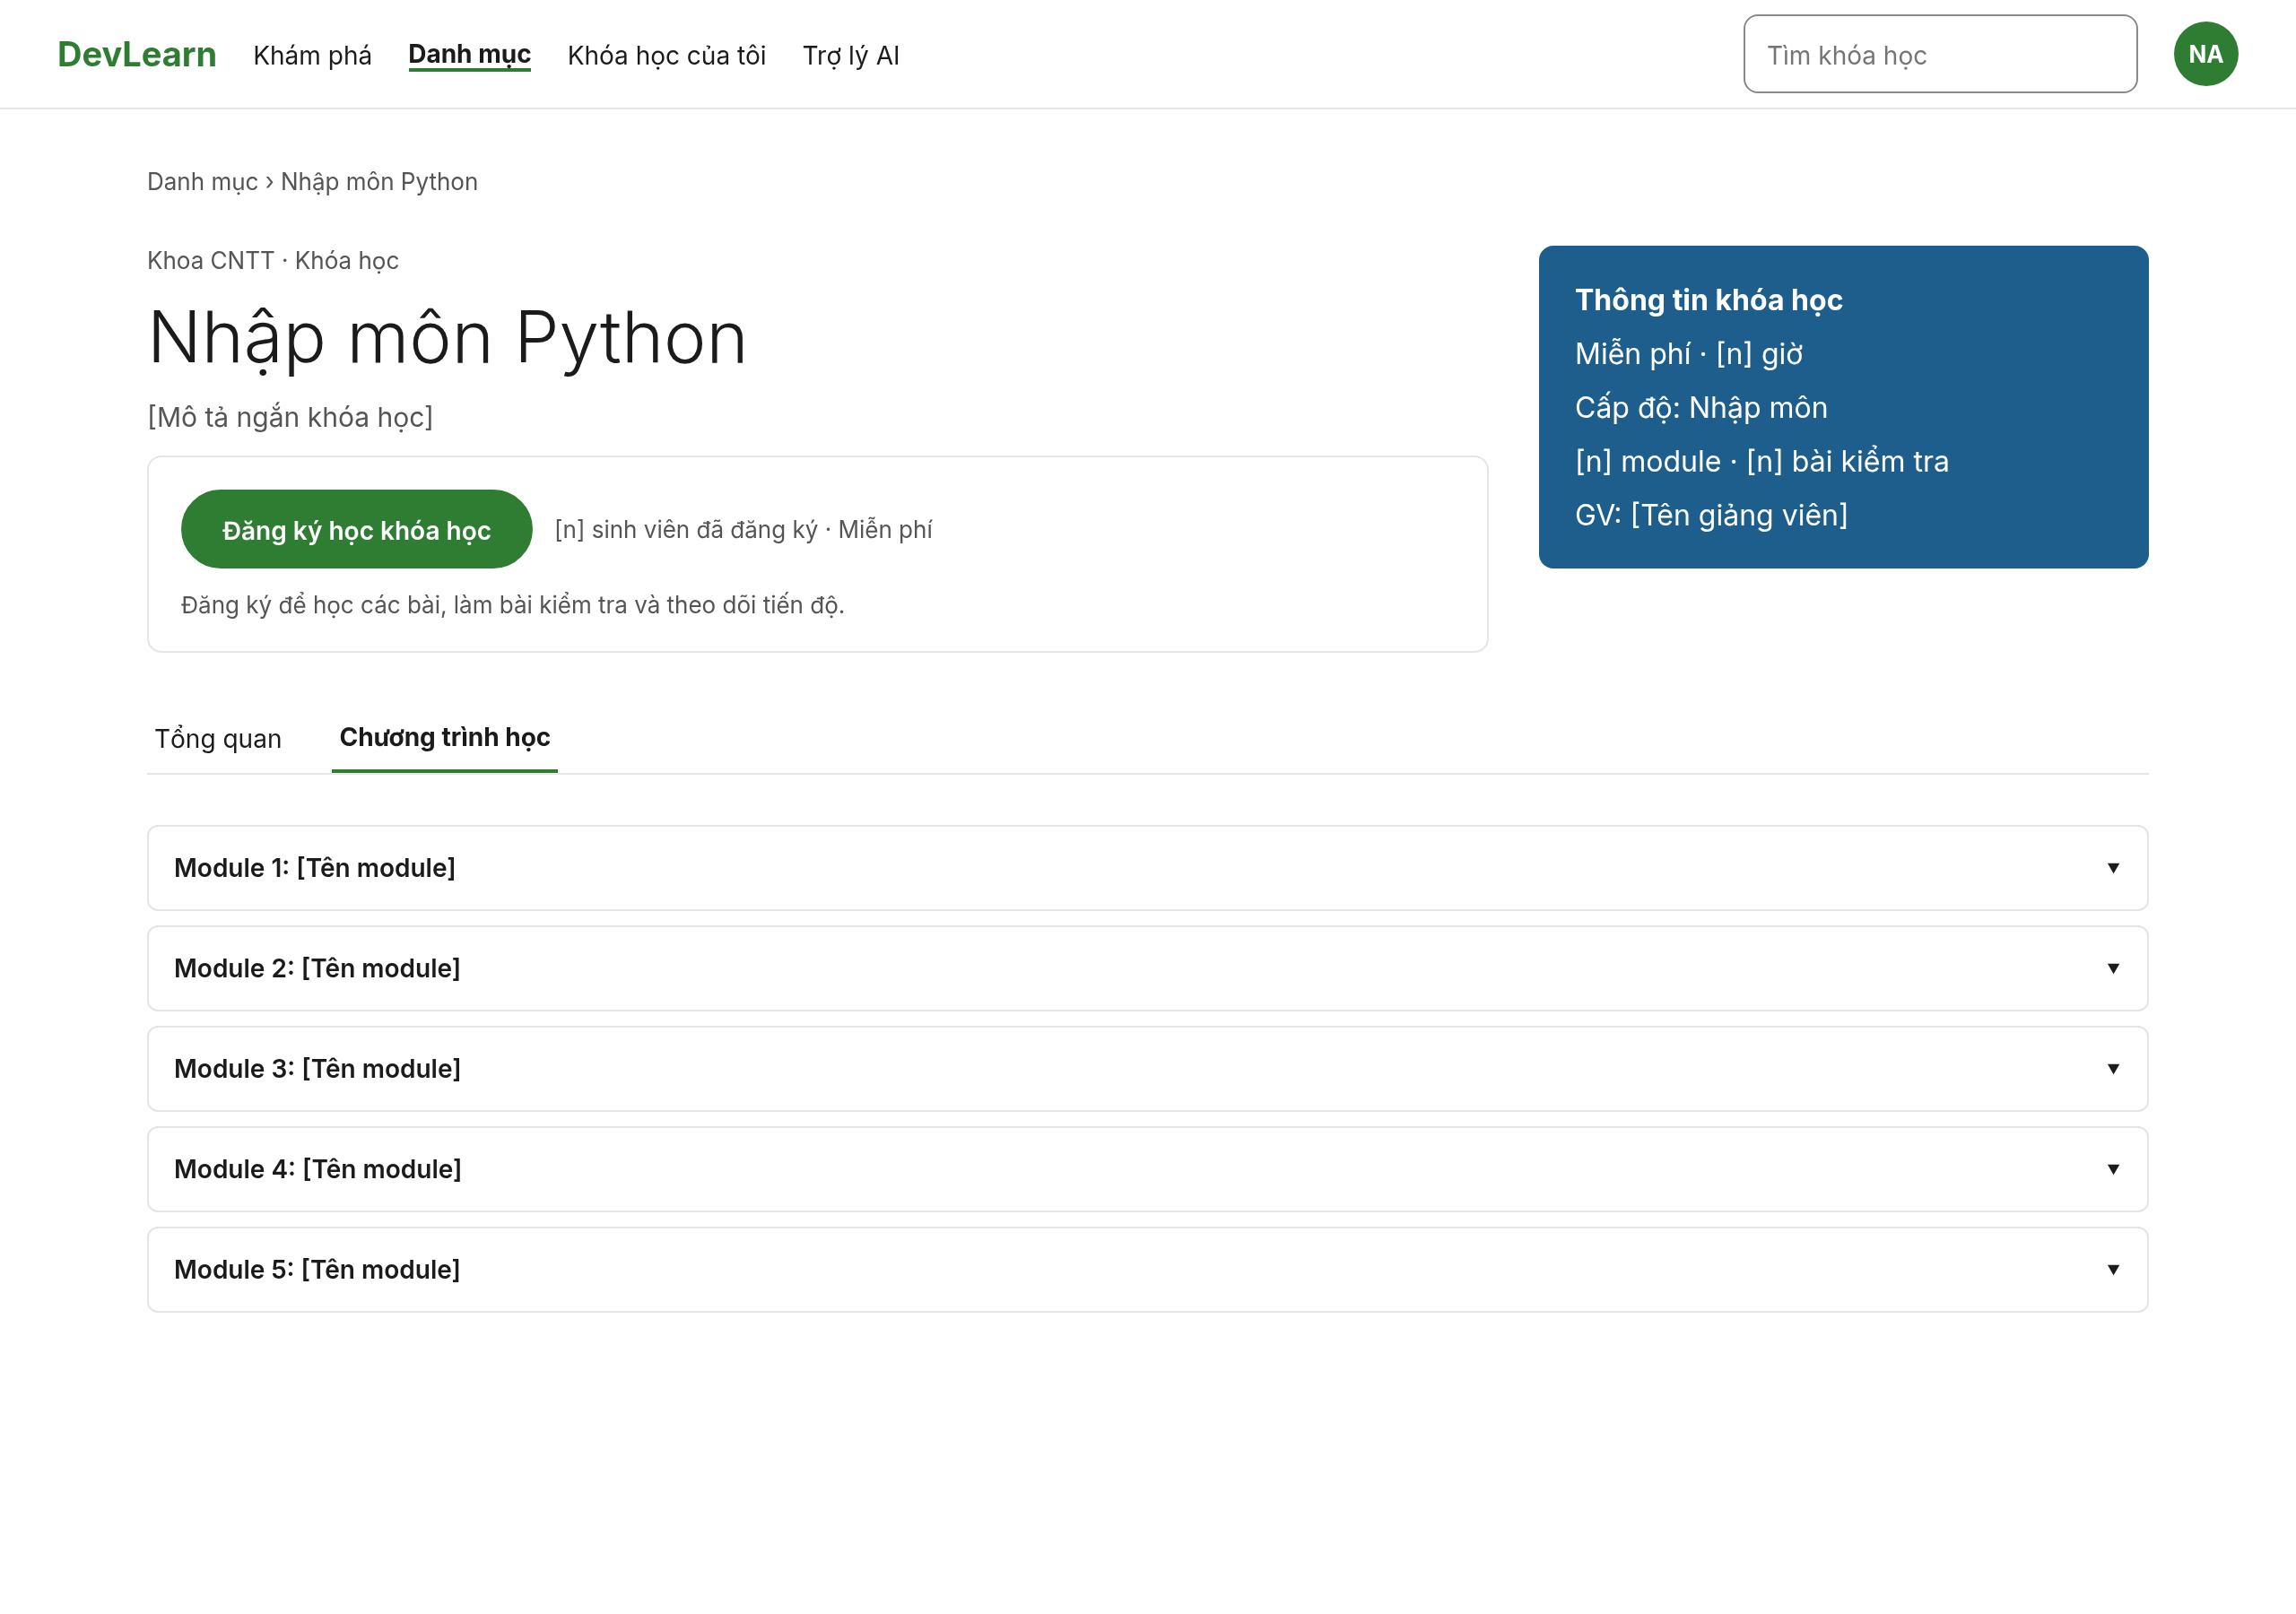 DevLearn Khám phá Danh mục Khóa học của tôi Trợ lý AI Tìm khóa học NA
Danh mục › Nhập môn Python
Khoa CNTT · Khóa học
Nhập môn Python
[Mô tả ngắn khóa học]
Đăng ký học khóa học [n] sinh viên đã đăng ký · Miễn phí
Đăng ký để học các bài, làm bài kiểm tra và theo dõi tiến độ.
Thông tin khóa học
Miễn phí · [n] giờ
Cấp độ: Nhập môn
[n] module · [n] bài kiểm tra
GV: [Tên giảng viên]
Tổng quan Chương trình học
Module 1: [Tên module]
Module 2: [Tên module]
Module 3: [Tên module]
Module 4: [Tên module]
Module 5: [Tên module]